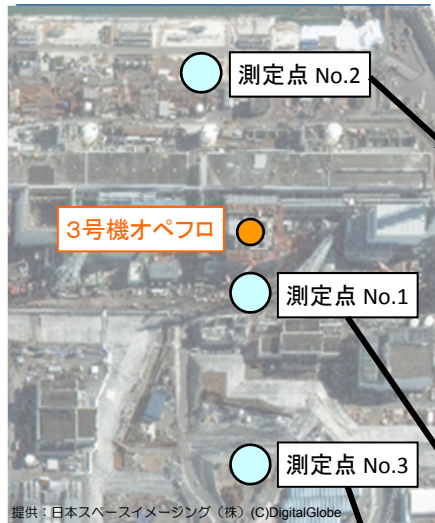 測定点 No.2
3号機オペフロ
測定点 No.1
測定点 No.3
提供：日本スペースイメージング（株）(C)DigitalGlobe